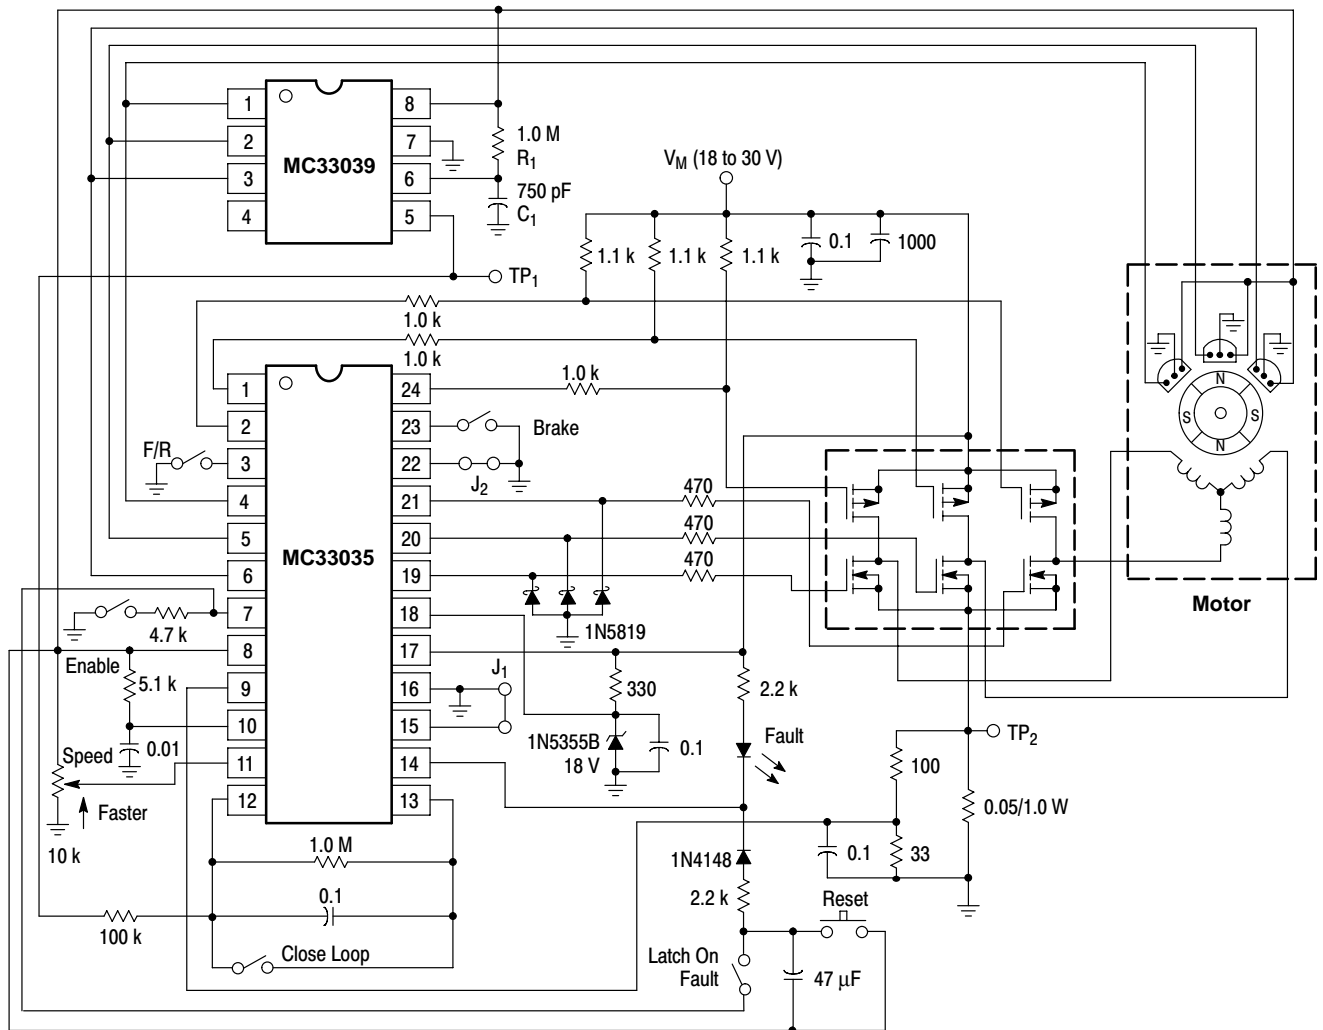 1
8
2
7
3
6
4
5
MC33039
1.0 M
R1
750 pF
C1
VM (18 to 30 V)
1.1 k
1.1 k
1.1 k
0.1
1000
TP1
1.0 k
1.0 k
1.0 k
1
24
2
23
Brake
F/R
3
22
J2
4
21
470
5
20
470
MC33035
6
19
470
7
18
4.7 k
1N5819
Enable
8
17
J1
5.1 k
9
16
330
2.2 k
10
15
0.01
1N5355B
18 V
0.1
Fault
Speed
11
14
Faster
12
13
10 k
N
S
S
N
Motor
TP2
100
0.05/1.0 W
0.1
33
1.0 M
1N4148
0.1
2.2 k
Reset
100 k
Close Loop
Latch On
Fault
47 μF